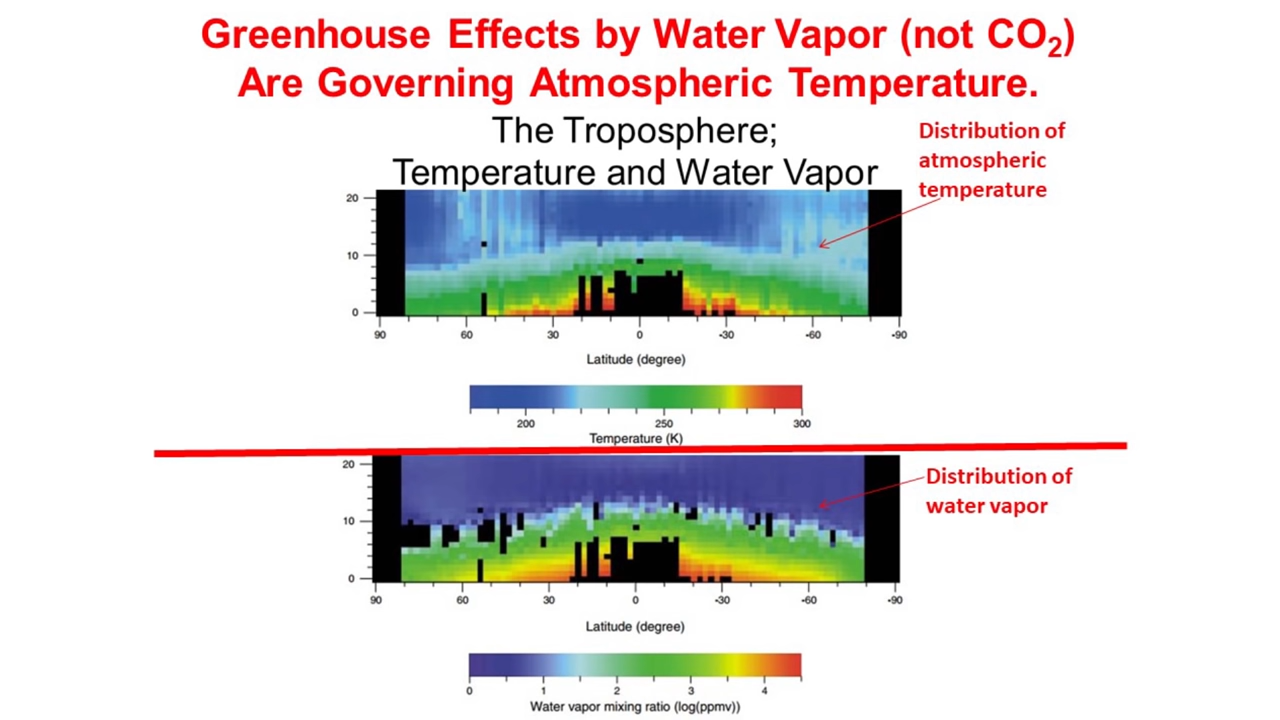 Greenhouse Effects by Water Vapor (not CO₂)
Are Governing Atmospheric Temperature.
The Troposphere;
Temperature and Water Vapor
Distribution of
atmospheric
temperature
20
10
0
90 60 30 0 -30 -60 -90
Latitude (degree)
200 250 300
Temperature (K)
Distribution of
water vapor
20
10
0
90 60 30 0 -30 -60 -90
Latitude (degree)
0 1 2 3 4
Water vapor mixing ratio (log(ppmv))